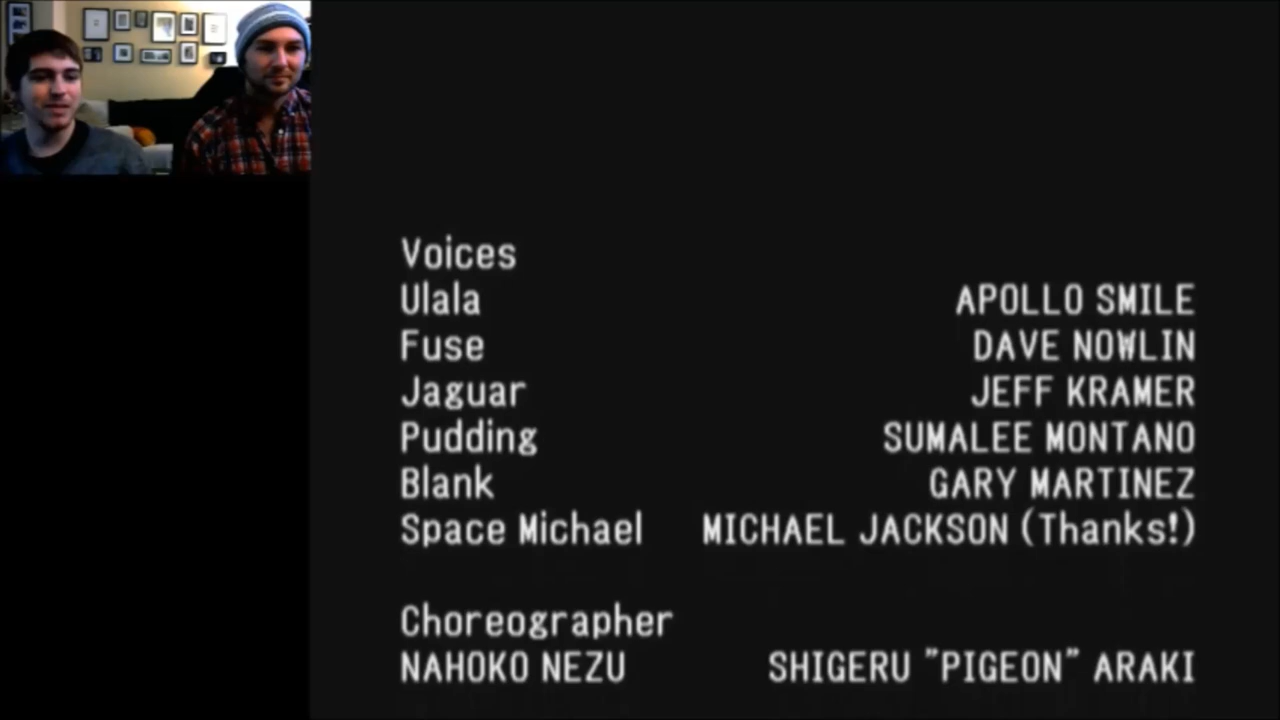 Voices
Ulala APOLLO SMILE
Fuse DAVE NOWLIN
Jaguar JEFF KRAMER
Pudding SUMALEE MONTANO
Blank GARY MARTINEZ
Space Michael MICHAEL JACKSON (Thanks!)
Choreographer
NAHOKO NEZU SHIGERU "PIGEON" ARAKI